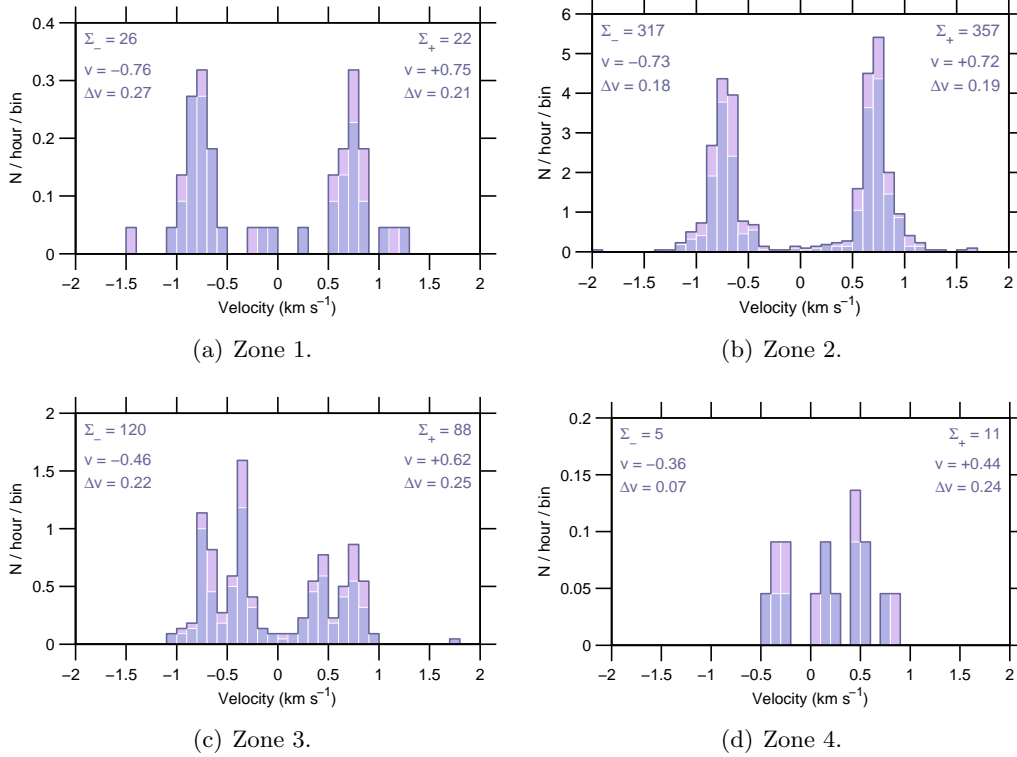 0.4
0.3
0.2
0.1
0
N / hour / bin
Σ₋ = 26
v = −0.76
Δv = 0.27
Σ₊ = 22
v = +0.75
Δv = 0.21
−2 −1.5 −1 −0.5 0 0.5 1 1.5 2
Velocity (km s⁻¹)
(a) Zone 1.
6
5
4
3
2
1
0
N / hour / bin
Σ₋ = 317
v = −0.73
Δv = 0.18
Σ₊ = 357
v = +0.72
Δv = 0.19
−2 −1.5 −1 −0.5 0 0.5 1 1.5 2
Velocity (km s⁻¹)
(b) Zone 2.
2
1.5
1
0.5
0
N / hour / bin
Σ₋ = 120
v = −0.46
Δv = 0.22
Σ₊ = 88
v = +0.62
Δv = 0.25
−2 −1.5 −1 −0.5 0 0.5 1 1.5 2
Velocity (km s⁻¹)
(c) Zone 3.
0.2
0.15
0.1
0.05
0
N / hour / bin
Σ₋ = 5
v = −0.36
Δv = 0.07
Σ₊ = 11
v = +0.44
Δv = 0.24
−2 −1.5 −1 −0.5 0 0.5 1 1.5 2
Velocity (km s⁻¹)
(d) Zone 4.